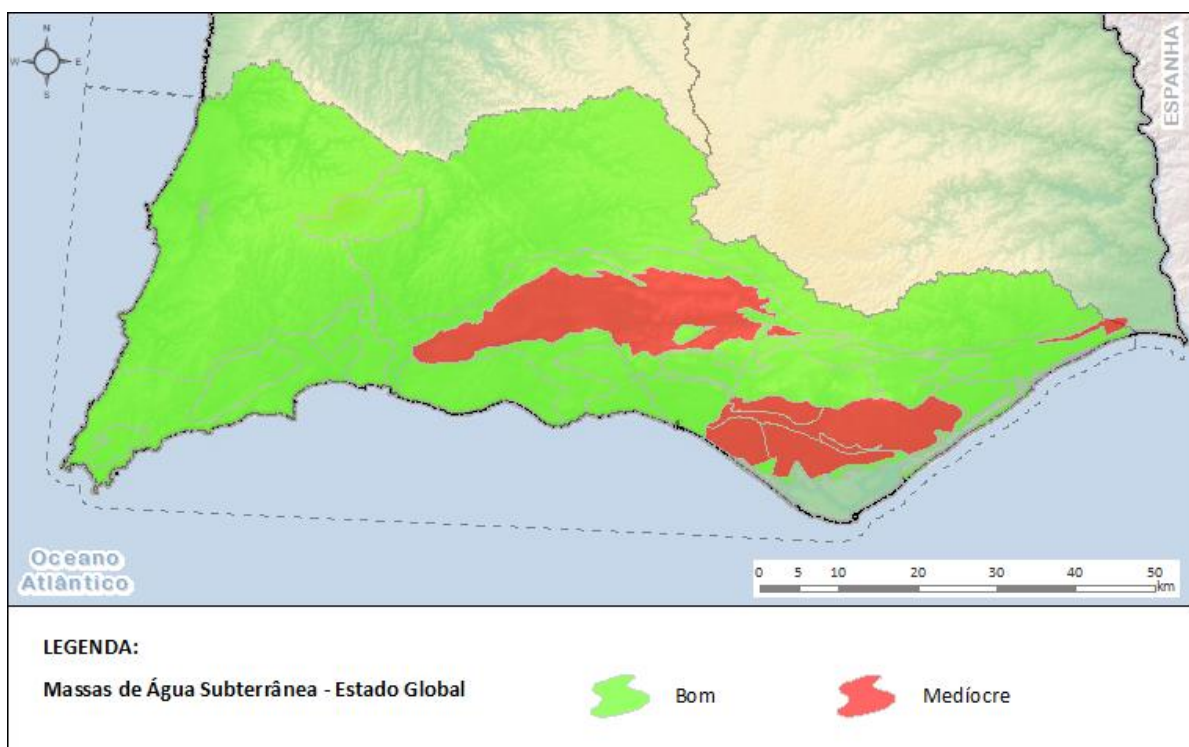 N
W
E
S
ESPANHA
Oceano
Atlântico
0 5 10 20 30 40 50
km
LEGENDA:
Massas de Água Subterrânea - Estado Global
Bom
Medíocre